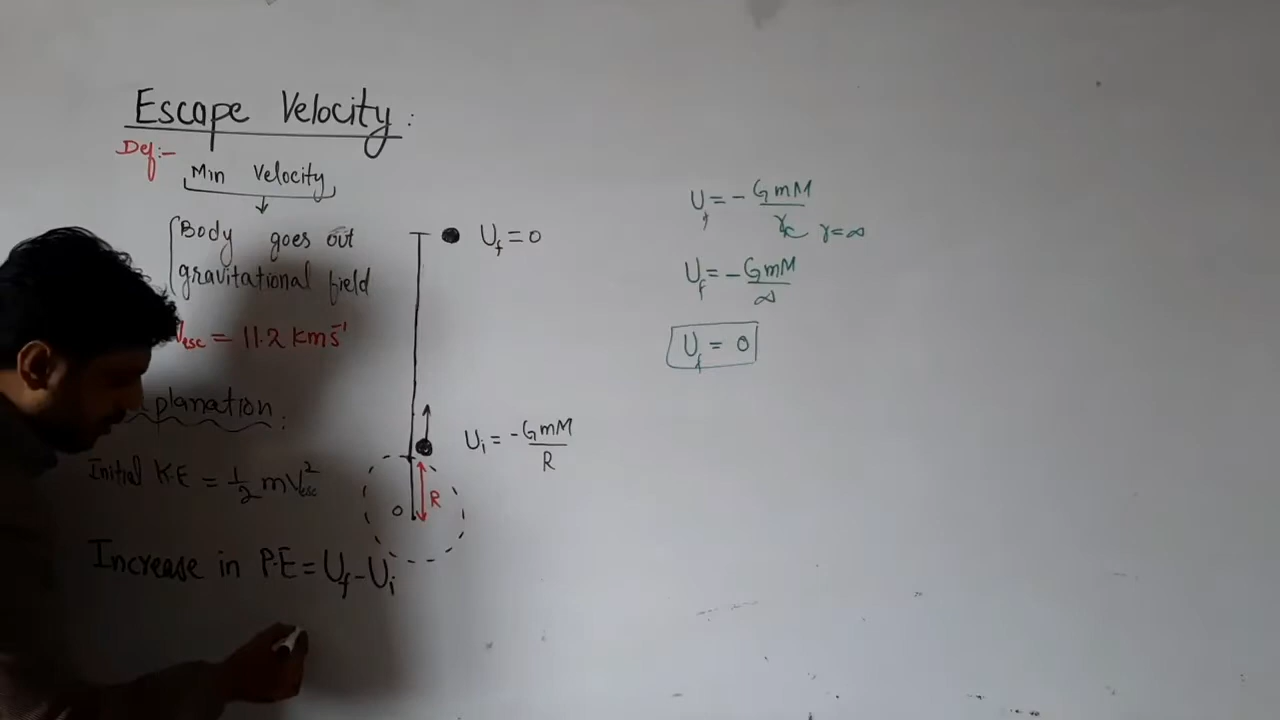 Escape Velocity :
Def :-
Min Velocity
Body goes out
gravitational field
esc = 11.2 kms⁻¹
planation :
Initial K.E = 1/2 mV²esc
Increase in P.E = Uf - Ui
Uf = 0
Ui = - GmM/R
R
o
Uf = - GmM/r r = ∞
Uf = - GmM/∞
Uf = 0